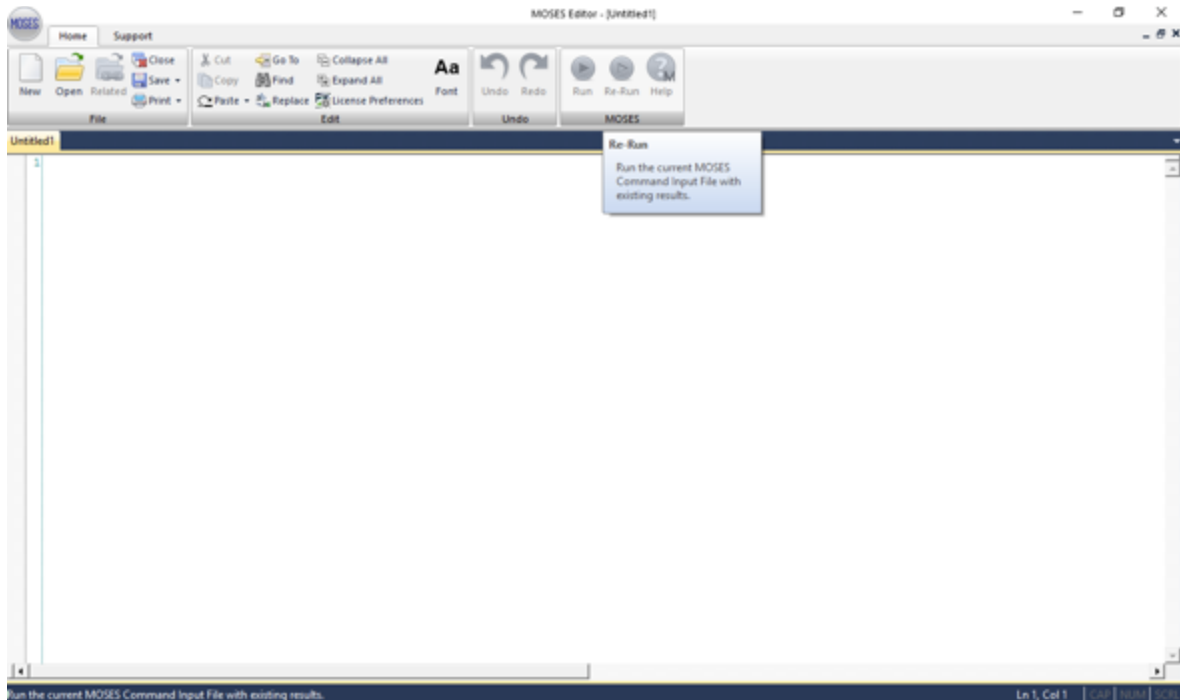 MOSES Editor - [Untitled1]
MOSES
Home Support
New Open Related Close Save Print
Cut Copy Paste
Go To Find Replace
Collapse All Expand All License Preferences
Aa
Font
Undo Redo
Run Re-Run Help
File Edit Undo MOSES
Untitled1
1
Re-Run
Run the current MOSES
Command Input File with
existing results.
Run the current MOSES Command Input File with existing results. Ln 1, Col 1 CAP NUM SCRL